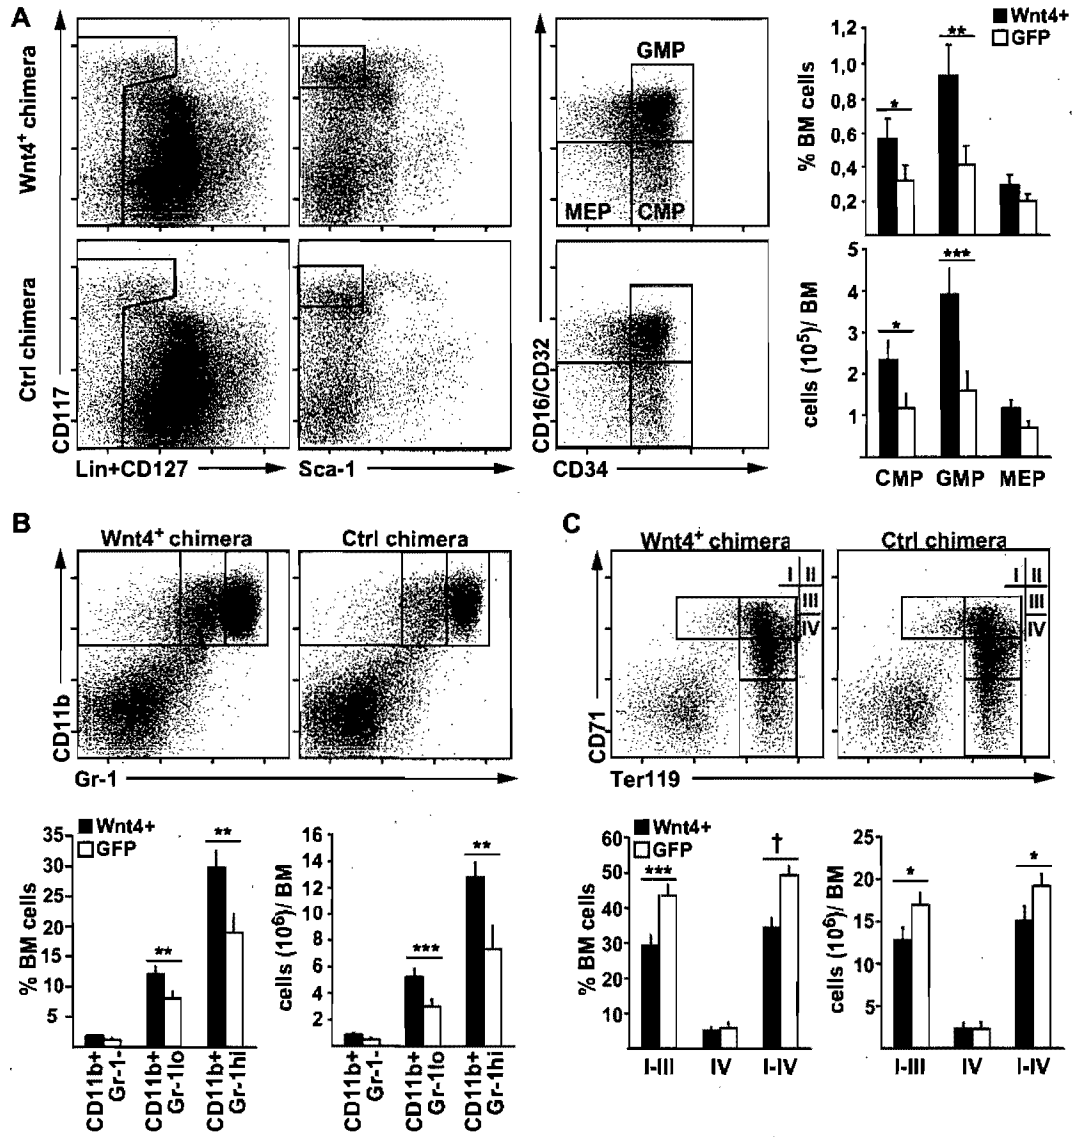 A
Wnt4+ chimera
Ctrl chimera
CD117
Lin+CD127
Sca-1
GMP
MEP
CMP
CD16/CD32
CD34
Wnt4+
GFP
% BM cells
1,2
1,0
0,8
0,6
0,4
0,2
*
**
cells (10⁵)/ BM
5
4
3
2
1
*
***
CMP GMP MEP
B
Wnt4+ chimera
Ctrl chimera
CD11b
Gr-1
Wnt4+
GFP
% BM cells
35
30
25
20
15
10
5
**
**
CD11b+ Gr-1-
CD11b+ Gr-1lo
CD11b+ Gr-1hi
cells (10⁶)/ BM
16
14
12
10
8
6
4
2
***
**
CD11b+ Gr-1-
CD11b+ Gr-1lo
CD11b+ Gr-1hi
C
Wnt4+ chimera
Ctrl chimera
I II
III
IV
I II
III
IV
CD71
Ter119
Wnt4+
GFP
% BM cells
60
50
40
30
20
10
***
†
I-III IV I-IV
cells (10⁶)/ BM
25
20
15
10
5
*
*
I-III IV I-IV